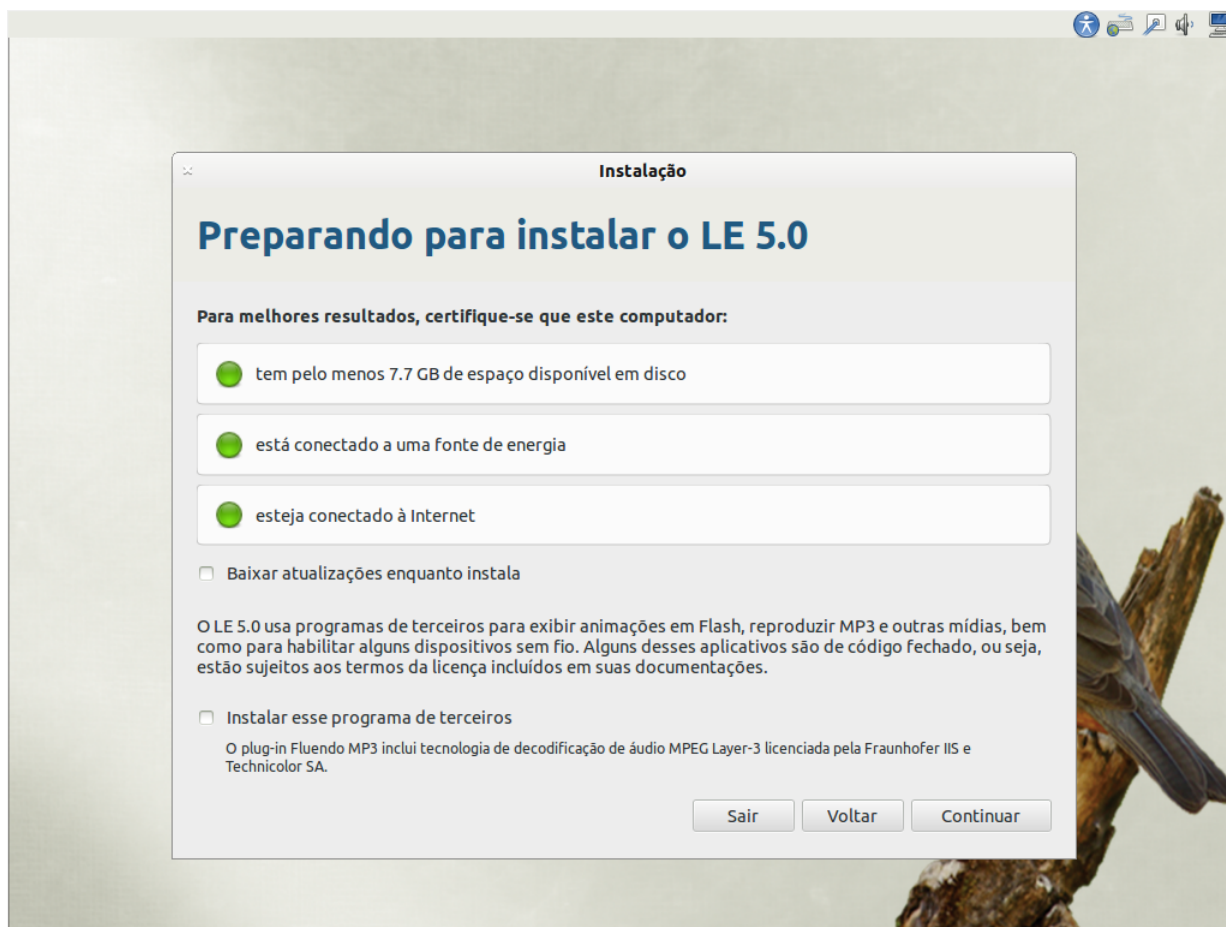 Instalação
Preparando para instalar o LE 5.0
Para melhores resultados, certifique-se que este computador:
tem pelo menos 7.7 GB de espaço disponível em disco
está conectado a uma fonte de energia
esteja conectado à Internet
Baixar atualizações enquanto instala
O LE 5.0 usa programas de terceiros para exibir animações em Flash, reproduzir MP3 e outras mídias, bem
como para habilitar alguns dispositivos sem fio. Alguns desses aplicativos são de código fechado, ou seja,
estão sujeitos aos termos da licença incluídos em suas documentações.
Instalar esse programa de terceiros
O plug-in Fluendo MP3 inclui tecnologia de decodificação de áudio MPEG Layer-3 licenciada pela Fraunhofer IIS e
Technicolor SA.
Sair Voltar Continuar